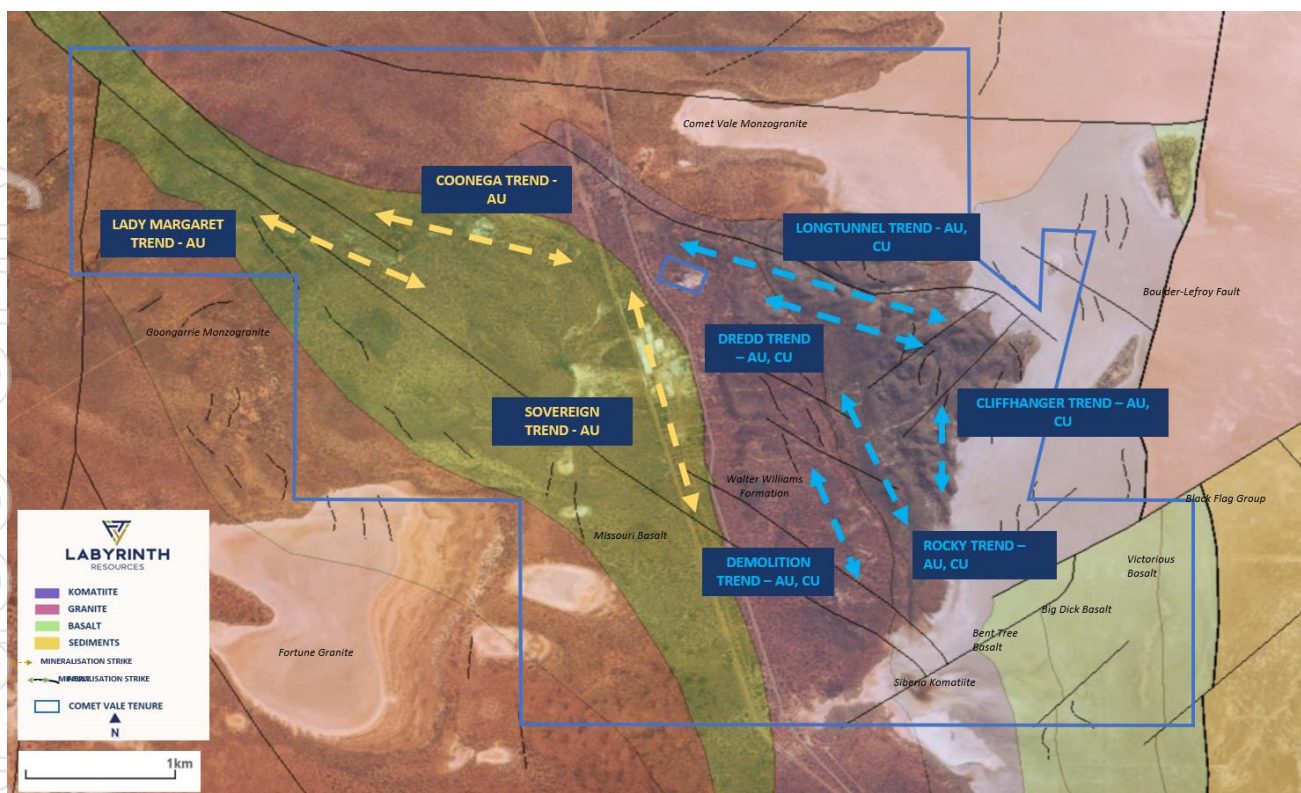 Comet Vale Monzogranite
COONEGA TREND -
AU
LADY MARGARET
TREND - AU
LONGTUNNEL TREND - AU,
CU
Boulder-Lefroy Fault
Goongarrie Monzogranite
DREDD TREND
– AU, CU
CLIFFHANGER TREND – AU,
CU
SOVEREIGN
TREND - AU
Walter Williams
Formation
Black Flag Group
Missouri Basalt
ROCKY TREND –
AU, CU
DEMOLITION
TREND – AU, CU
Victorious
Basalt
Big Dick Basalt
Bent Tree
Basalt
Siberia Komatiite
Fortune Granite
LABYRINTH
RESOURCES
KOMATIITE
GRANITE
BASALT
SEDIMENTS
MINERALISATION STRIKE
MINERALISATION STRIKE
COMET VALE TENURE
N
1km